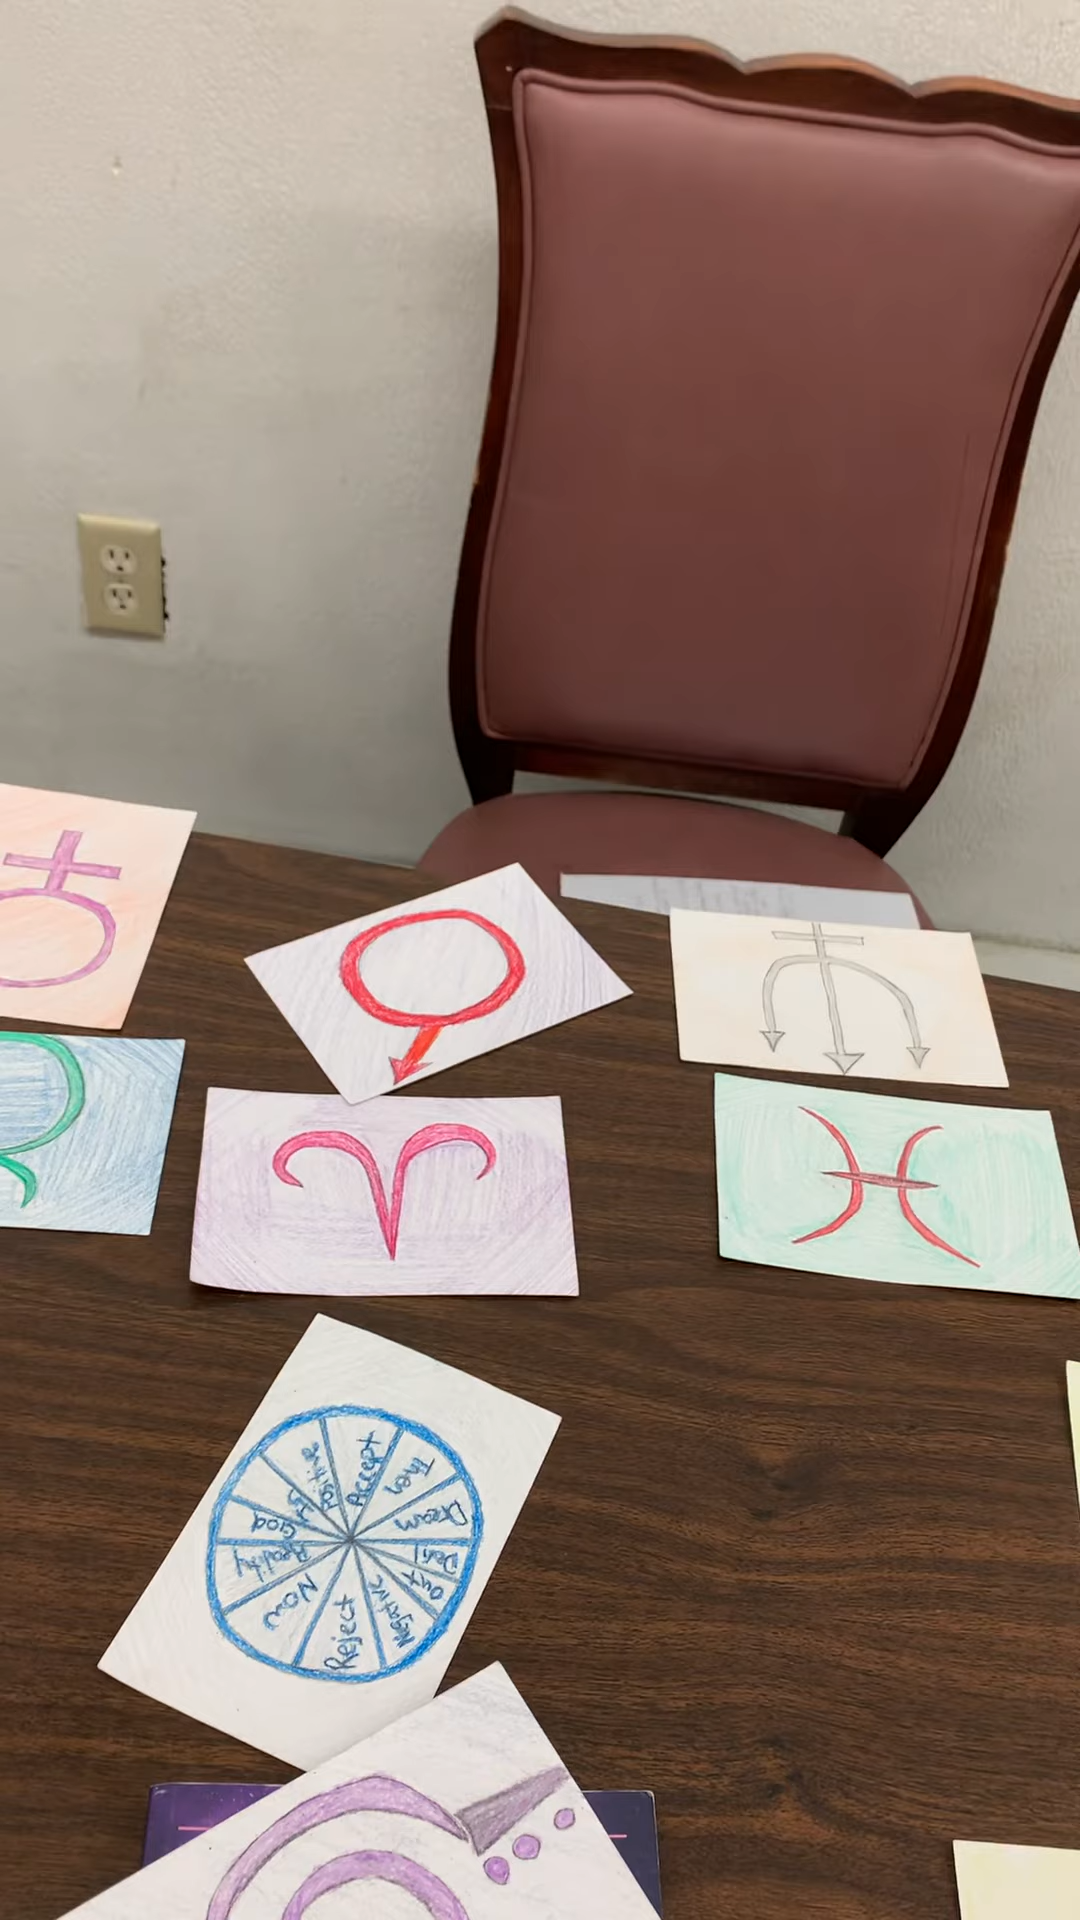 Positive
Accept
Then
Dream
Out
Negative
Reject
Now
Reality
God